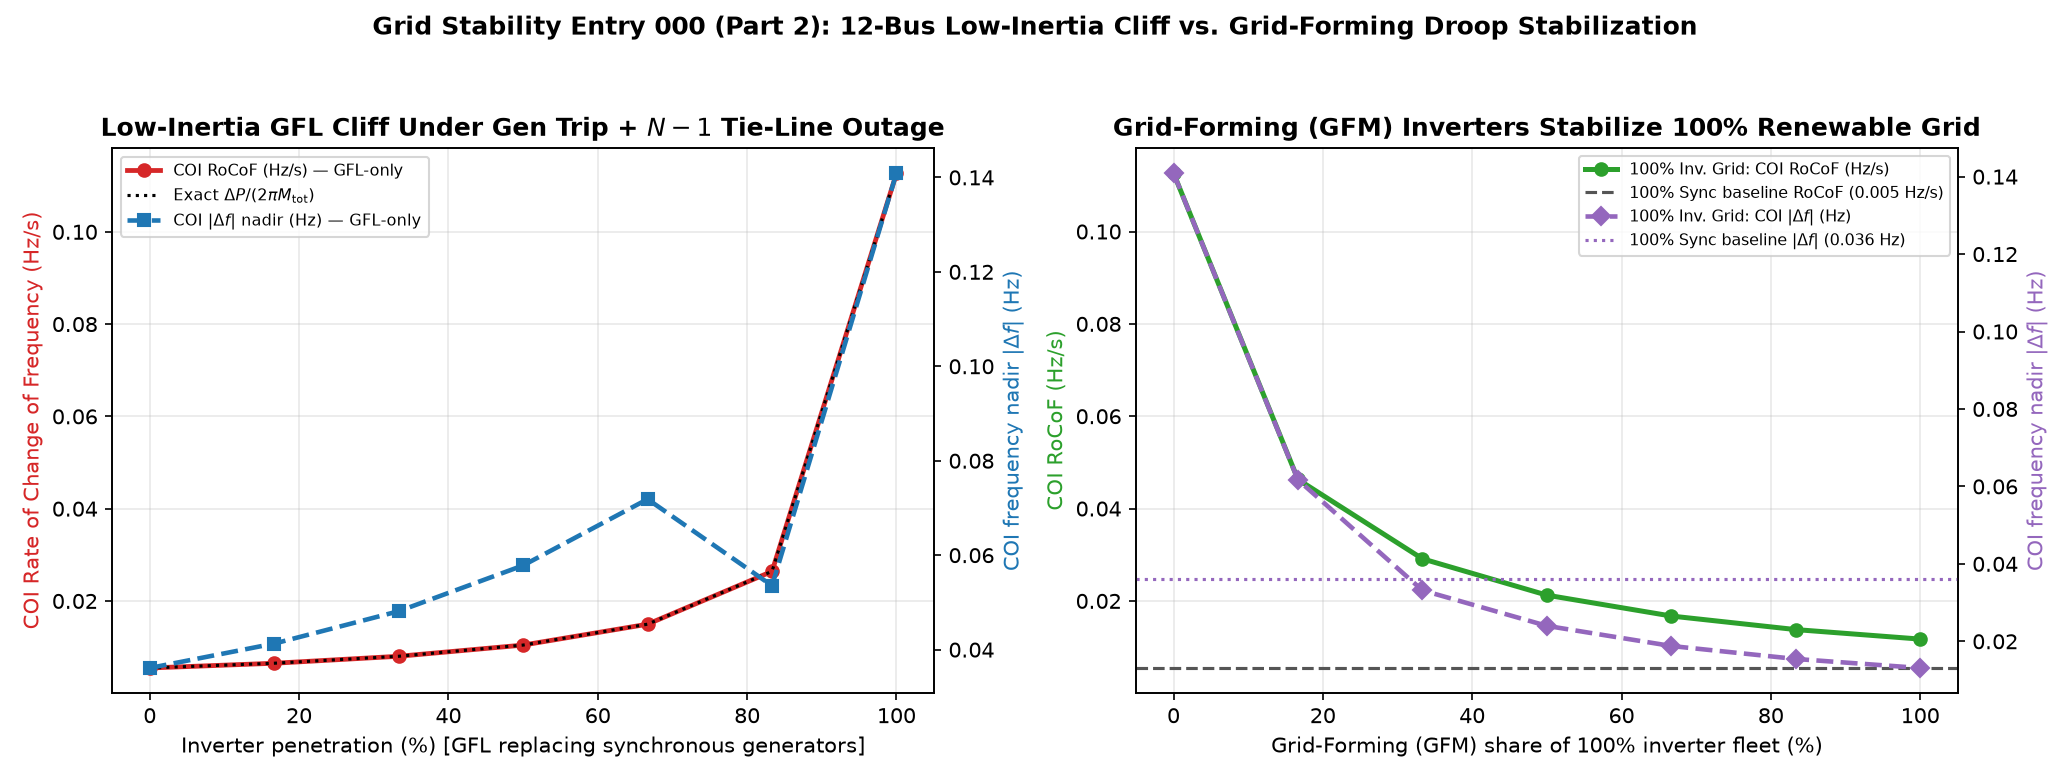 Grid Stability Entry 000 (Part 2): 12-Bus Low-Inertia Cliff vs. Grid-Forming Droop Stabilization
Low-Inertia GFL Cliff Under Gen Trip + N − 1 Tie-Line Outage
COI Rate of Change of Frequency (Hz/s)
0.10
0.08
0.06
0.04
0.02
COI RoCoF (Hz/s) — GFL-only
Exact ΔP/(2πM_tot)
COI |Δf| nadir (Hz) — GFL-only
0.14
0.12
0.10
0.08
0.06
0.04
COI frequency nadir |Δf| (Hz)
0 20 40 60 80 100
Inverter penetration (%) [GFL replacing synchronous generators]
Grid-Forming (GFM) Inverters Stabilize 100% Renewable Grid
COI RoCoF (Hz/s)
0.10
0.08
0.06
0.04
0.02
100% Inv. Grid: COI RoCoF (Hz/s)
100% Sync baseline RoCoF (0.005 Hz/s)
100% Inv. Grid: COI |Δf| (Hz)
100% Sync baseline |Δf| (0.036 Hz)
0.14
0.12
0.10
0.08
0.06
0.04
0.02
COI frequency nadir |Δf| (Hz)
0 20 40 60 80 100
Grid-Forming (GFM) share of 100% inverter fleet (%)